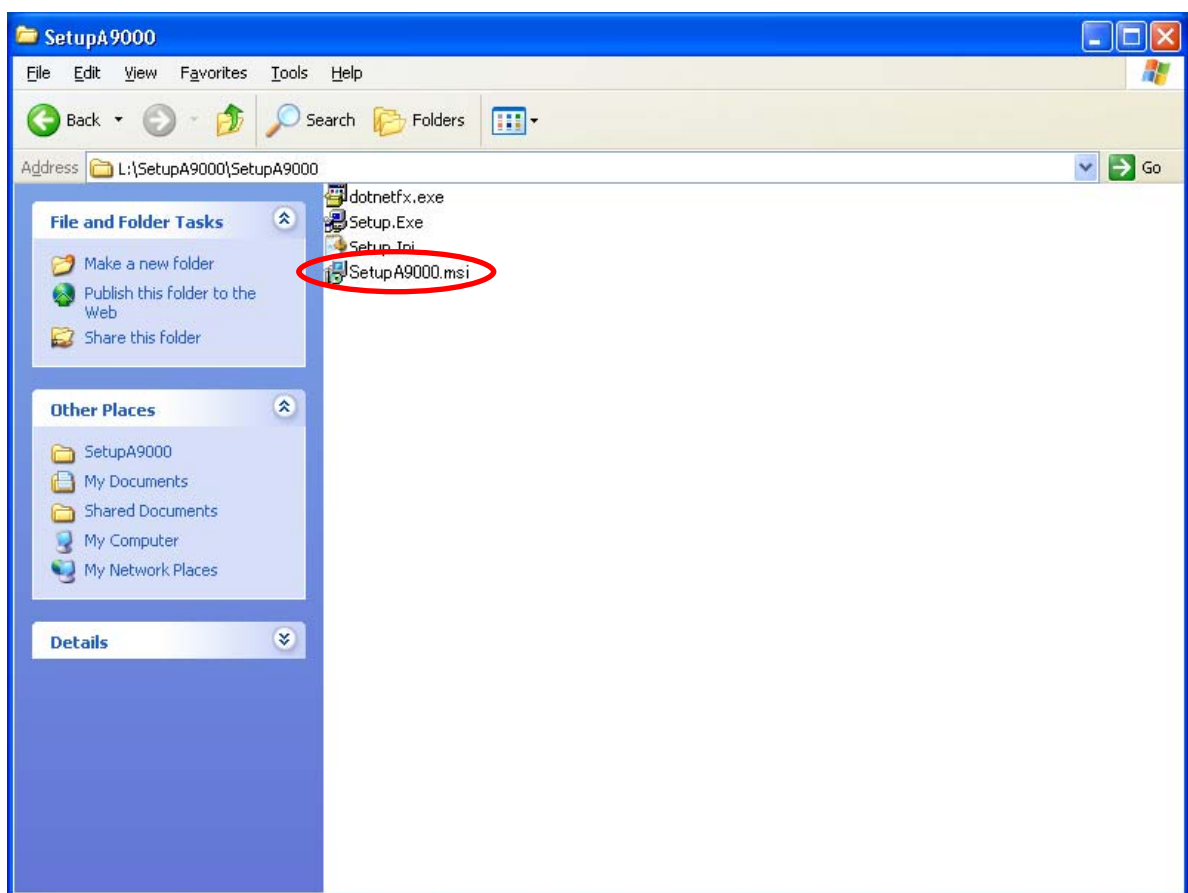 SetupA9000
File Edit View Favorites Tools Help
Back Search Folders
Address L:\SetupA9000\SetupA9000 Go
File and Folder Tasks
Make a new folder
Publish this folder to the
Web
Share this folder
Other Places
SetupA9000
My Documents
Shared Documents
My Computer
My Network Places
Details
dotnetfx.exe
Setup.Exe
Setup.Ini
SetupA9000.msi